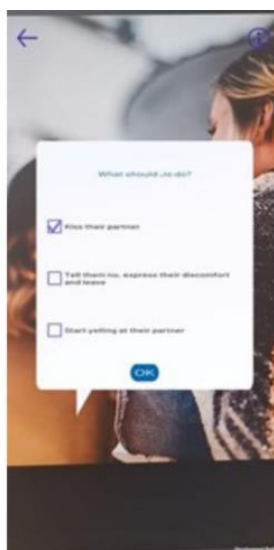 What should Jo do?
Kiss their partner
Tell them no, express their discomfort
and leave
Start yelling at their partner
OK